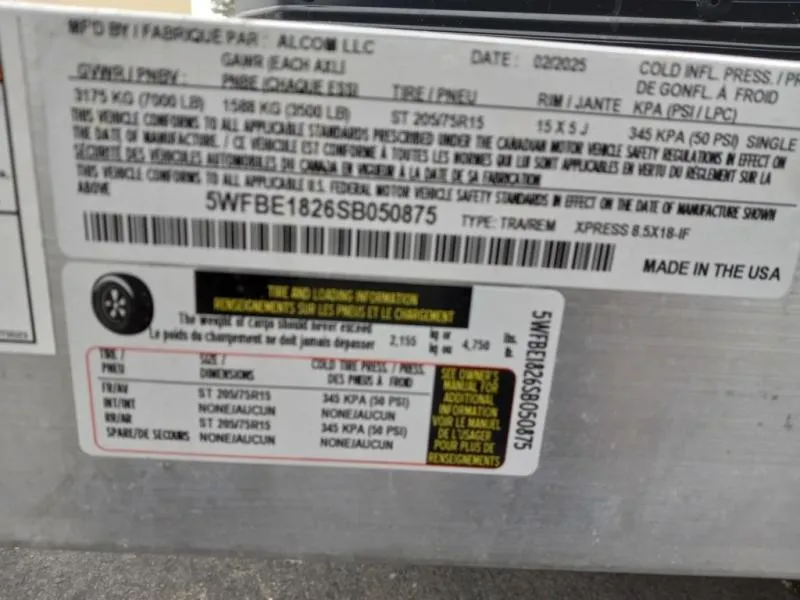 MF'D BY / FABRIQUE PAR : ALCOM LLC DATE: 02/2025
GVWR / PNBV : GAWR (EACH AXL) PNBE (CHAQUE ESS) TIRE / PNEU RIM / JANTE COLD INFL. PRESS. / PR DE GONFL. À FROID KPA (PSI / LPC)
3175 KG (7000 LB) 1588 KG (3500 LB) ST 205/75R15 15 X 5 J 345 KPA (50 PSI) SINGLE
THIS VEHICLE CONFORMS TO ALL APPLICABLE STANDARDS PRESCRIBED UNDER THE CANADIAN MOTOR VEHICLE SAFETY REGULATIONS IN EFFECT ON
THE DATE OF MANUFACTURE. / CE VÉHICULE EST CONFORME À TOUTES LES NORMES QUI LUI SONT APPLICABLES EN VERTU DU RÈGLEMENT SUR LA
SÉCURITÉ DES VÉHICULES AUTOMOBILES DU CANADA EN VIGUEUR À LA DATE DE SA FABRICATION
THIS VEHICLE CONFORMS TO ALL APPLICABLE U.S. FEDERAL MOTOR VEHICLE SAFETY STANDARDS IN EFFECT ON THE DATE OF MANUFACTURE SHOWN
ABOVE
5WFBE1826SB050875 TYPE: TRA/REM XPRESS 8.5X18-IF
MADE IN THE USA
TIRE AND LOADING INFORMATION
RENSEIGNEMENTS SUR LES PNEUS ET LE CHARGEMENT
The weight of cargo should never exceed
Le poids du chargement ne doit jamais dépasser 2,155 kg or kg ou 4,750 lbs. lb.
TIRE / PNEU SIZE / DIMENSIONS COLD TIRE PRESS. / PRESS. DES PNEUS À FROID
FR/AV ST 205/75R15 345 KPA (50 PSI)
INT/INT NONE/AUCUN NONE/AUCUN
RR/AR ST 205/75R15 345 KPA (50 PSI)
SPARE/DE SECOURS NONE/AUCUN NONE/AUCUN
SEE OWNER'S
MANUAL FOR
ADDITIONAL
INFORMATION
VOIR LE MANUEL
DE L'USAGER
POUR PLUS DE
RENSEIGNEMENTS
5WFBE1826SB050875